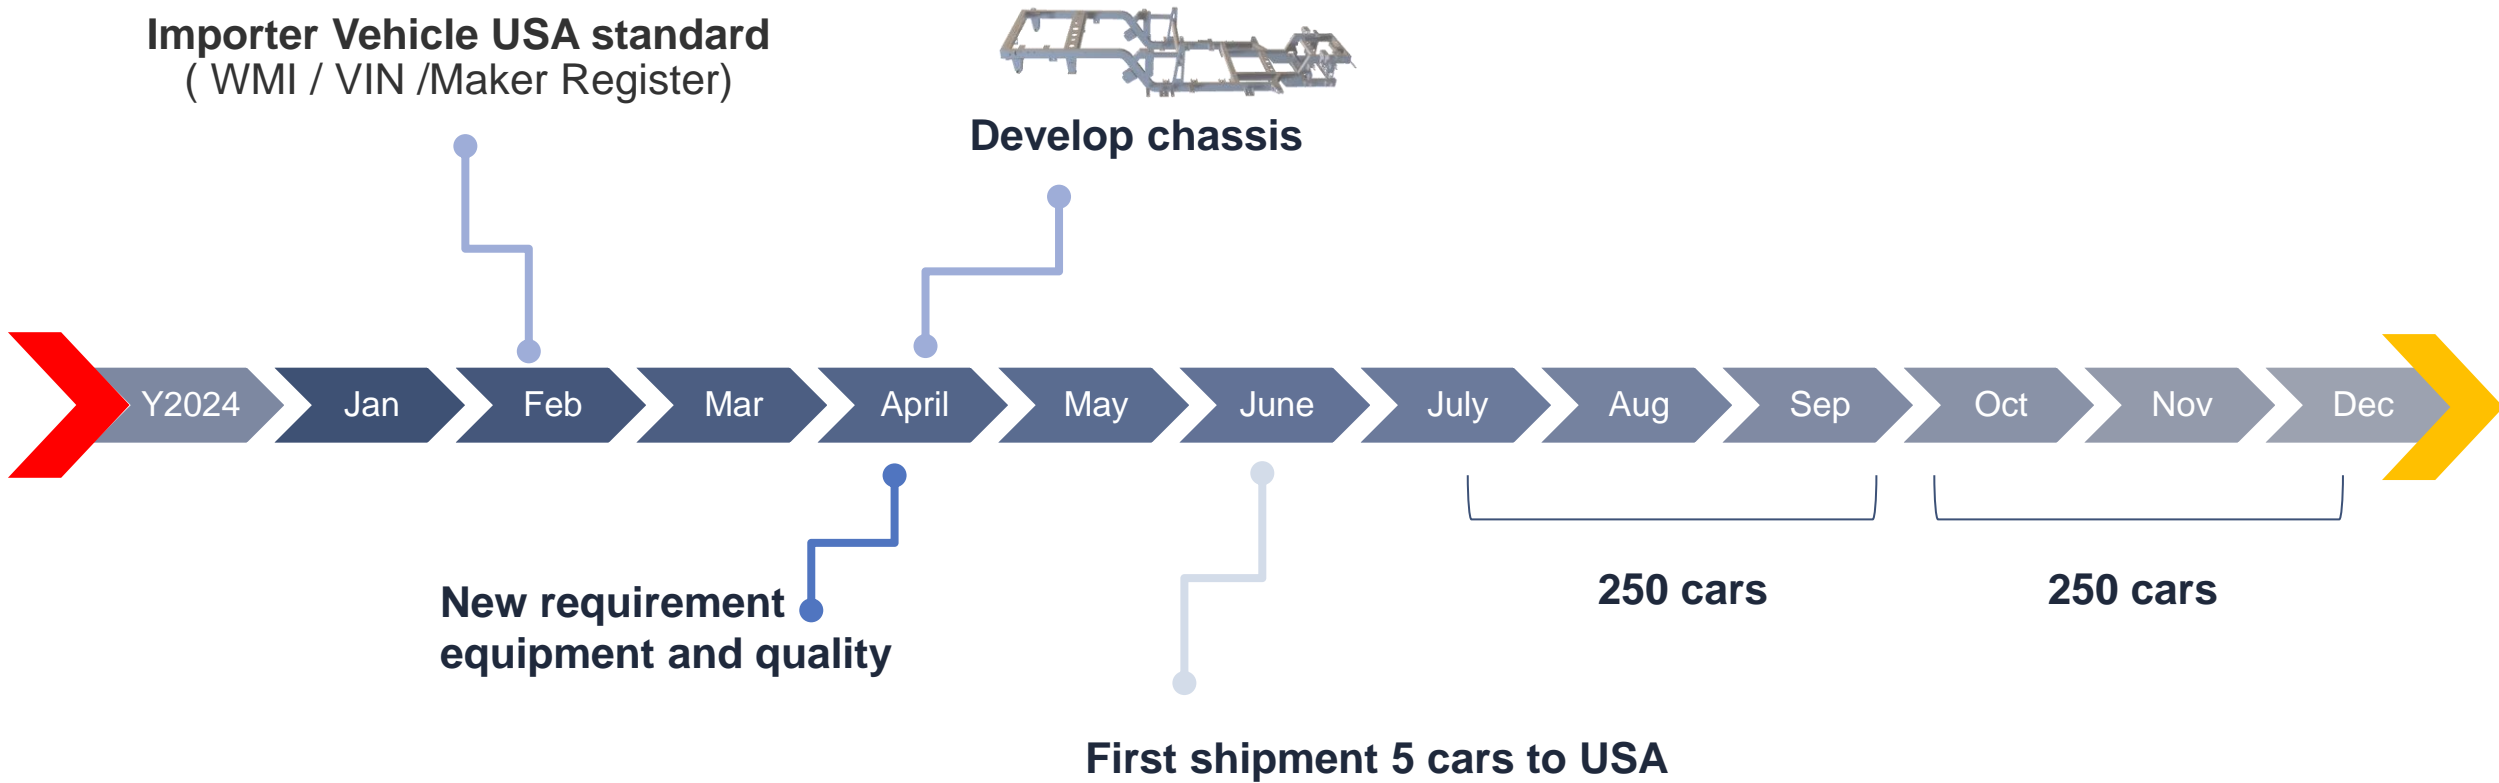 Importer Vehicle USA standard
( WMI / VIN /Maker Register)
Develop chassis
Y2024
Jan
Feb
Mar
April
May
June
July
Aug
Sep
Oct
Nov
Dec
New requirement
equipment and quality
250 cars
250 cars
First shipment 5 cars to USA